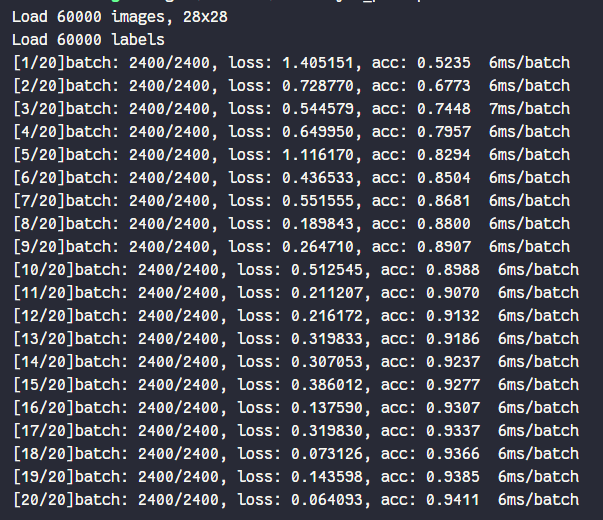 Load 60000 images, 28x28
Load 60000 labels
[1/20]batch: 2400/2400, loss: 1.405151, acc: 0.5235  6ms/batch
[2/20]batch: 2400/2400, loss: 0.728770, acc: 0.6773  6ms/batch
[3/20]batch: 2400/2400, loss: 0.544579, acc: 0.7448  7ms/batch
[4/20]batch: 2400/2400, loss: 0.649950, acc: 0.7957  6ms/batch
[5/20]batch: 2400/2400, loss: 1.116170, acc: 0.8294  6ms/batch
[6/20]batch: 2400/2400, loss: 0.436533, acc: 0.8504  6ms/batch
[7/20]batch: 2400/2400, loss: 0.551555, acc: 0.8681  6ms/batch
[8/20]batch: 2400/2400, loss: 0.189843, acc: 0.8800  6ms/batch
[9/20]batch: 2400/2400, loss: 0.264710, acc: 0.8907  6ms/batch
[10/20]batch: 2400/2400, loss: 0.512545, acc: 0.8988  6ms/batch
[11/20]batch: 2400/2400, loss: 0.211207, acc: 0.9070  6ms/batch
[12/20]batch: 2400/2400, loss: 0.216172, acc: 0.9132  6ms/batch
[13/20]batch: 2400/2400, loss: 0.319833, acc: 0.9186  6ms/batch
[14/20]batch: 2400/2400, loss: 0.307053, acc: 0.9237  6ms/batch
[15/20]batch: 2400/2400, loss: 0.386012, acc: 0.9277  6ms/batch
[16/20]batch: 2400/2400, loss: 0.137590, acc: 0.9307  6ms/batch
[17/20]batch: 2400/2400, loss: 0.319830, acc: 0.9337  6ms/batch
[18/20]batch: 2400/2400, loss: 0.073126, acc: 0.9366  6ms/batch
[19/20]batch: 2400/2400, loss: 0.143598, acc: 0.9385  6ms/batch
[20/20]batch: 2400/2400, loss: 0.064093, acc: 0.9411  6ms/batch